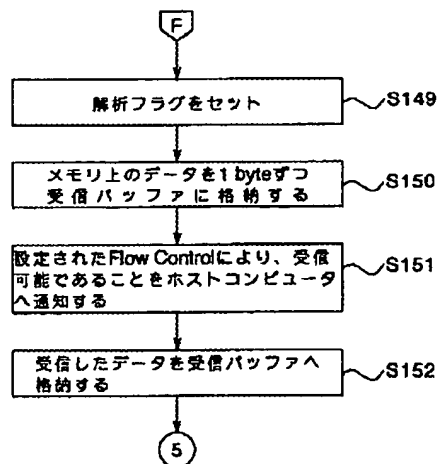 F
解析フラグをセット
S149
メモリ上のデータを1 byteずつ
受信バッファに格納する
S150
設定されたFlow Controlにより、受信
可能であることをホストコンピュータ
へ通知する
S151
受信したデータを受信バッファへ
格納する
S152
5